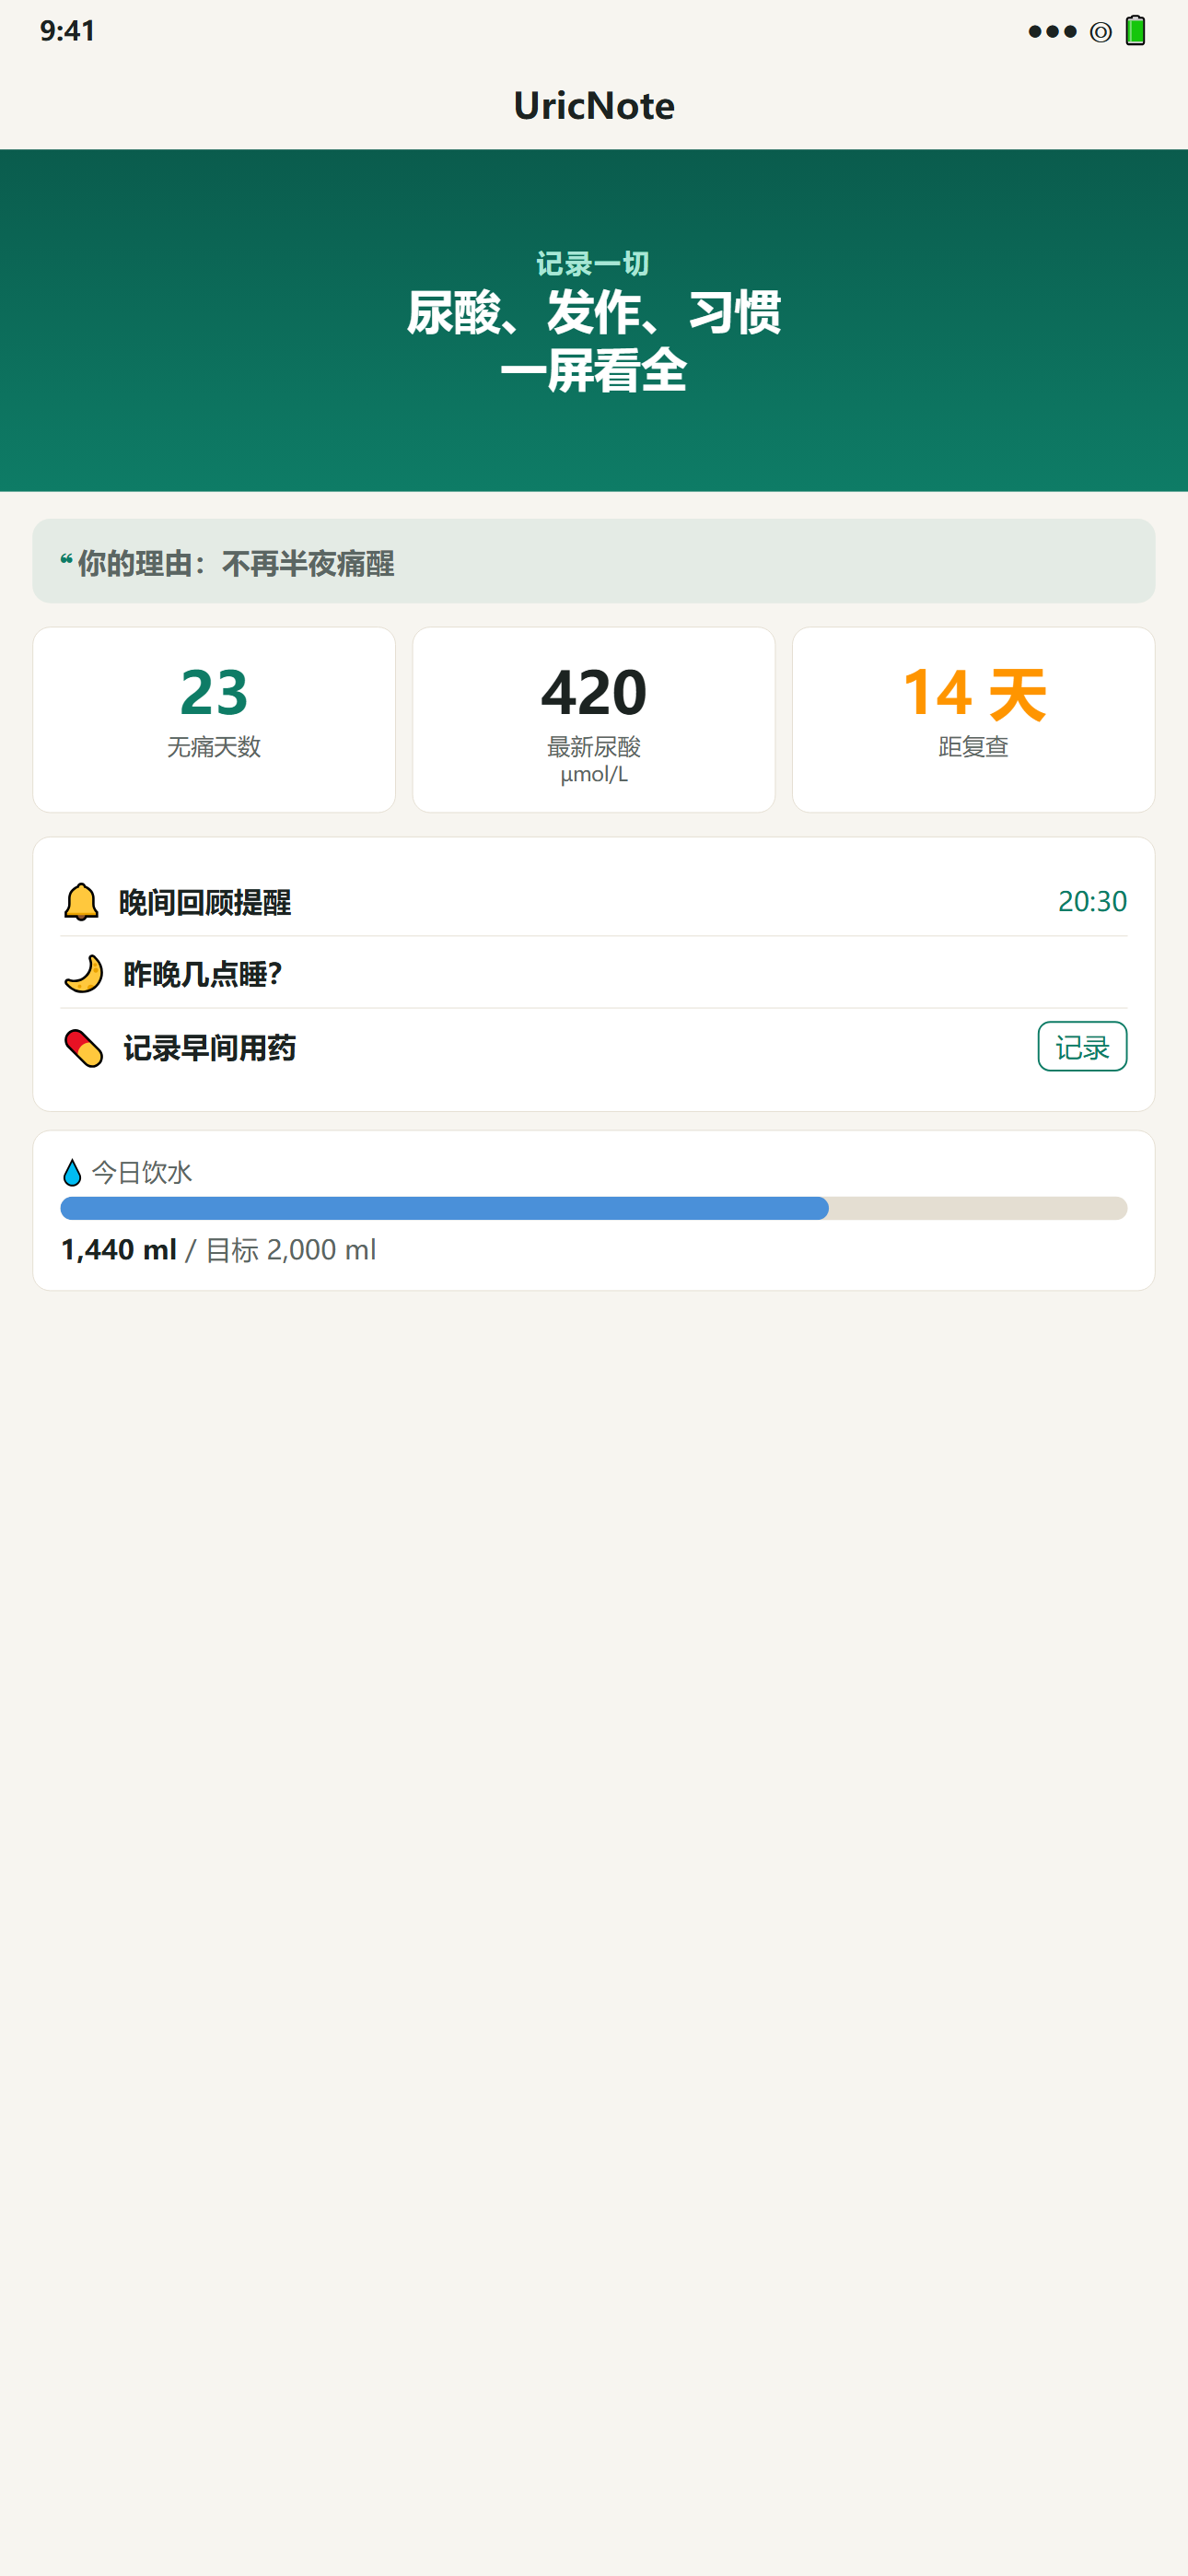 9:41
UricNote
记录一切
尿酸、发作、习惯
一屏看全
❝ 你的理由：不再半夜痛醒
23
无痛天数
420
最新尿酸
μmol/L
14 天
距复查
晚间回顾提醒 20:30
昨晚几点睡？
记录早间用药 记录
今日饮水
1,440 ml / 目标 2,000 ml